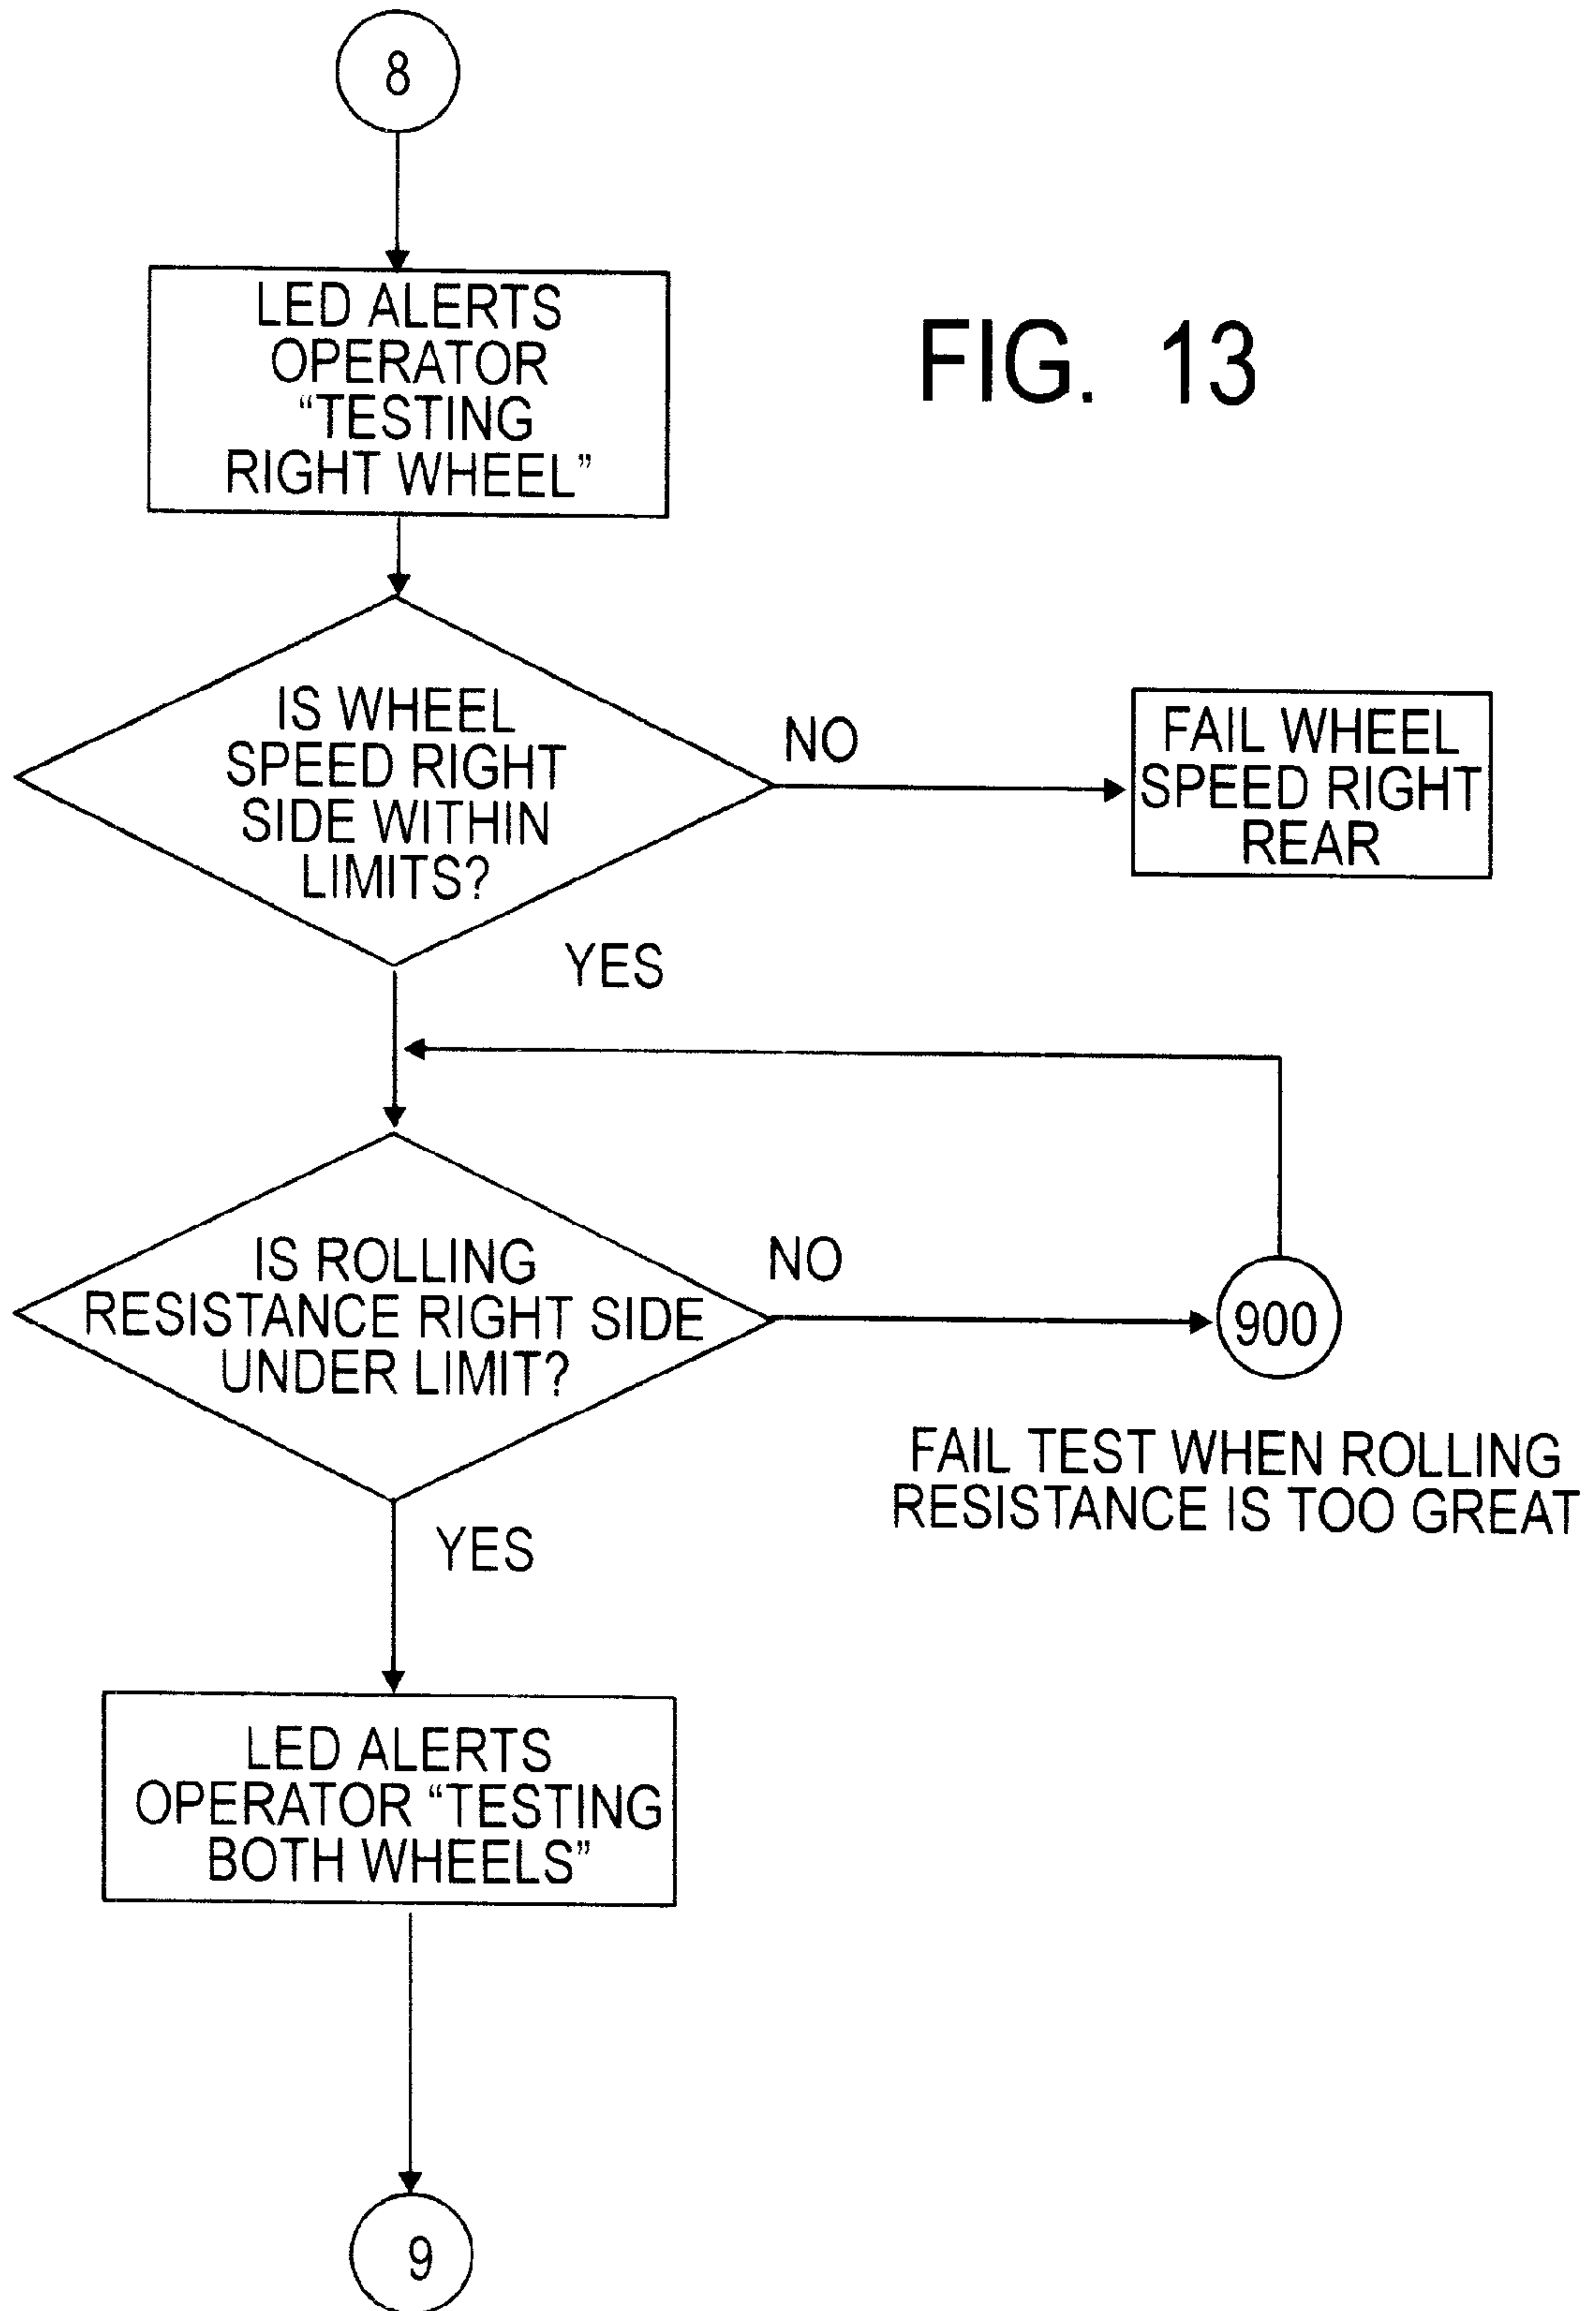 8
LED ALERTS
OPERATOR
“TESTING
RIGHT WHEEL”
FIG. 13
IS WHEEL
SPEED RIGHT
SIDE WITHIN
LIMITS?
NO
FAIL WHEEL
SPEED RIGHT
REAR
YES
IS ROLLING
RESISTANCE RIGHT SIDE
UNDER LIMIT?
NO
900
FAIL TEST WHEN ROLLING
RESISTANCE IS TOO GREAT
YES
LED ALERTS
OPERATOR “TESTING
BOTH WHEELS”
9